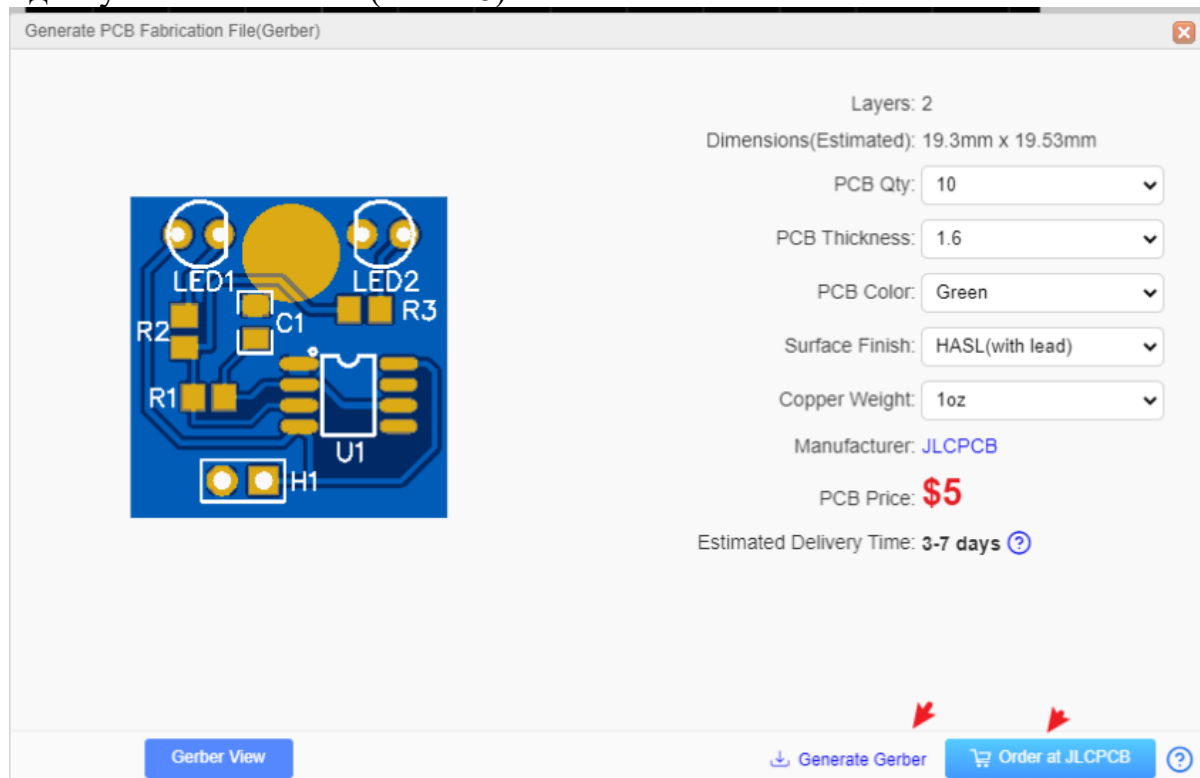 Generate PCB Fabrication File(Gerber)
Layers: 2
Dimensions(Estimated): 19.3mm x 19.53mm
PCB Qty: 10
PCB Thickness: 1.6
PCB Color: Green
Surface Finish: HASL(with lead)
Copper Weight: 1oz
Manufacturer: JLCPCB
PCB Price: $5
Estimated Delivery Time: 3-7 days ?
LED1
LED2
R3
C1
R2
R1
U1
H1
Gerber View
Generate Gerber
Order at JLCPCB
?